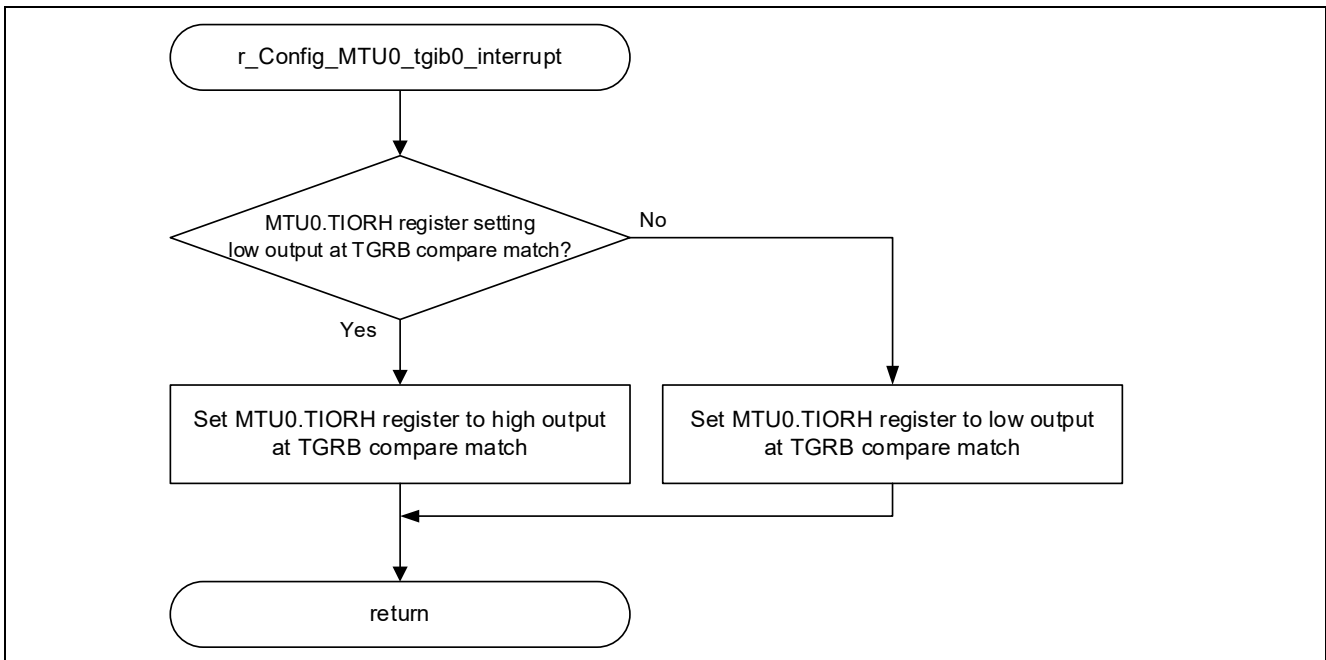 r_Config_MTU0_tgib0_interrupt
MTU0.TIORH register setting
low output at TGRB compare match?
No
Yes
Set MTU0.TIORH register to high output
at TGRB compare match
Set MTU0.TIORH register to low output
at TGRB compare match
return